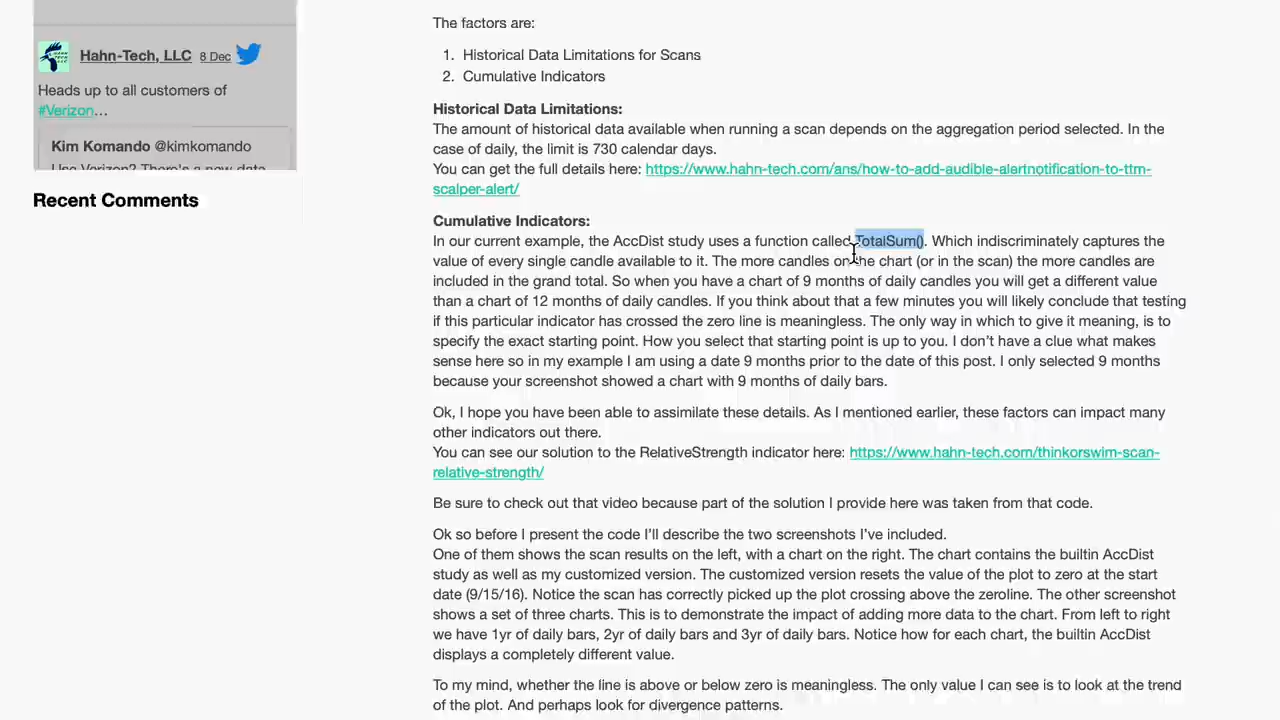 Hahn-Tech, LLC 8 Dec
Heads up to all customers of
#Verizon…
Kim Komando @kimkomando
Use Verizon? There's a new data
Recent Comments
The factors are:
1. Historical Data Limitations for Scans
2. Cumulative Indicators
Historical Data Limitations:
The amount of historical data available when running a scan depends on the aggregation period selected. In the
case of daily, the limit is 730 calendar days.
You can get the full details here: https://www.hahn-tech.com/ans/how-to-add-audible-alertnotification-to-ttm-
scalper-alert/
Cumulative Indicators:
In our current example, the AccDist study uses a function called TotalSum(). Which indiscriminately captures the
value of every single candle available to it. The more candles on the chart (or in the scan) the more candles are
included in the grand total. So when you have a chart of 9 months of daily candles you will get a different value
than a chart of 12 months of daily candles. If you think about that a few minutes you will likely conclude that testing
if this particular indicator has crossed the zero line is meaningless. The only way in which to give it meaning, is to
specify the exact starting point. How you select that starting point is up to you. I don't have a clue what makes
sense here so in my example I am using a date 9 months prior to the date of this post. I only selected 9 months
because your screenshot showed a chart with 9 months of daily bars.
Ok, I hope you have been able to assimilate these details. As I mentioned earlier, these factors can impact many
other indicators out there.
You can see our solution to the RelativeStrength indicator here: https://www.hahn-tech.com/thinkorswim-scan-
relative-strength/
Be sure to check out that video because part of the solution I provide here was taken from that code.
Ok so before I present the code I'll describe the two screenshots I've included.
One of them shows the scan results on the left, with a chart on the right. The chart contains the builtin AccDist
study as well as my customized version. The customized version resets the value of the plot to zero at the start
date (9/15/16). Notice the scan has correctly picked up the plot crossing above the zeroline. The other screenshot
shows a set of three charts. This is to demonstrate the impact of adding more data to the chart. From left to right
we have 1yr of daily bars, 2yr of daily bars and 3yr of daily bars. Notice how for each chart, the builtin AccDist
displays a completely different value.
To my mind, whether the line is above or below zero is meaningless. The only value I can see is to look at the trend
of the plot. And perhaps look for divergence patterns.